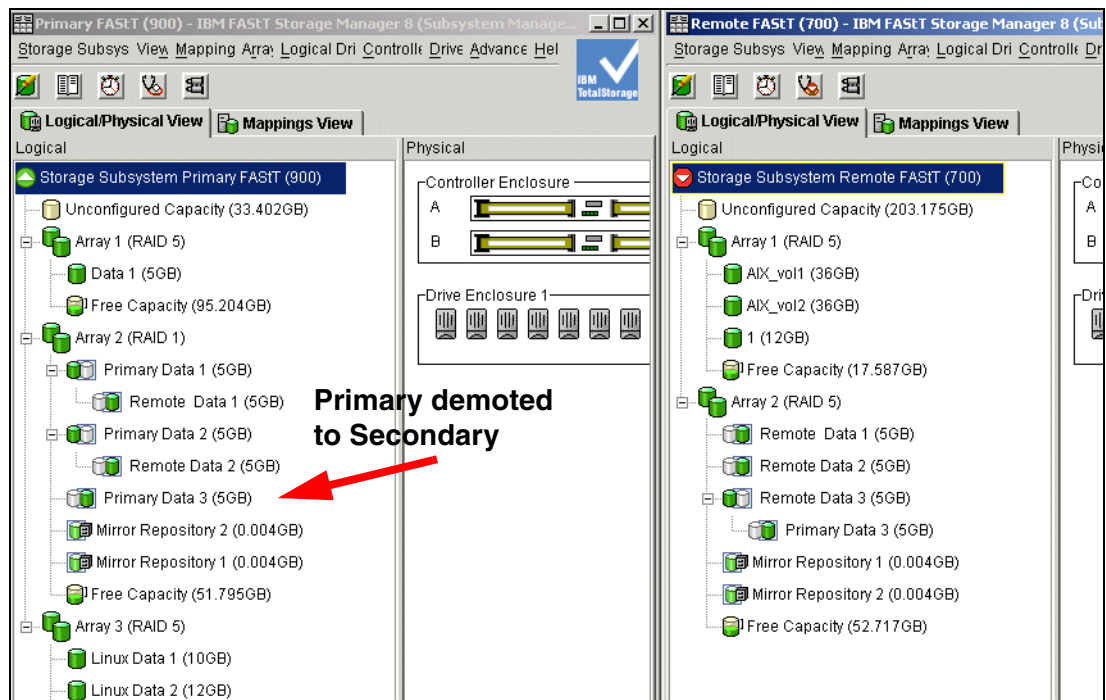 Primary FAStT (900) - IBM FAStT Storage Manager 8 (Subsystem Manage...
Storage Subsys View Mapping Array Logical Dri Controlle Drive Advance Hel
IBM
TotalStorage
Logical/Physical View
Mappings View
Logical
Physical
Storage Subsystem Primary FAStT (900)
Unconfigured Capacity (33.402GB)
Array 1 (RAID 5)
Data 1 (5GB)
Free Capacity (95.204GB)
Array 2 (RAID 1)
Primary Data 1 (5GB)
Remote Data 1 (5GB)
Primary Data 2 (5GB)
Remote Data 2 (5GB)
Primary Data 3 (5GB)
Mirror Repository 2 (0.004GB)
Mirror Repository 1 (0.004GB)
Free Capacity (51.795GB)
Array 3 (RAID 5)
Linux Data 1 (10GB)
Linux Data 2 (12GB)
Controller Enclosure
A
B
Drive Enclosure 1
Primary demoted
to Secondary
Remote FAStT (700) - IBM FAStT Storage Manager 8 (Sub
Storage Subsys View Mapping Array Logical Dri Controlle Dr
Logical/Physical View
Mappings View
Logical
Physi
Storage Subsystem Remote FAStT (700)
Unconfigured Capacity (203.175GB)
Array 1 (RAID 5)
AIX_vol1 (36GB)
AIX_vol2 (36GB)
1 (12GB)
Free Capacity (17.587GB)
Array 2 (RAID 5)
Remote Data 1 (5GB)
Remote Data 2 (5GB)
Remote Data 3 (5GB)
Primary Data 3 (5GB)
Mirror Repository 1 (0.004GB)
Mirror Repository 2 (0.004GB)
Free Capacity (52.717GB)
Co
A
B
Dri